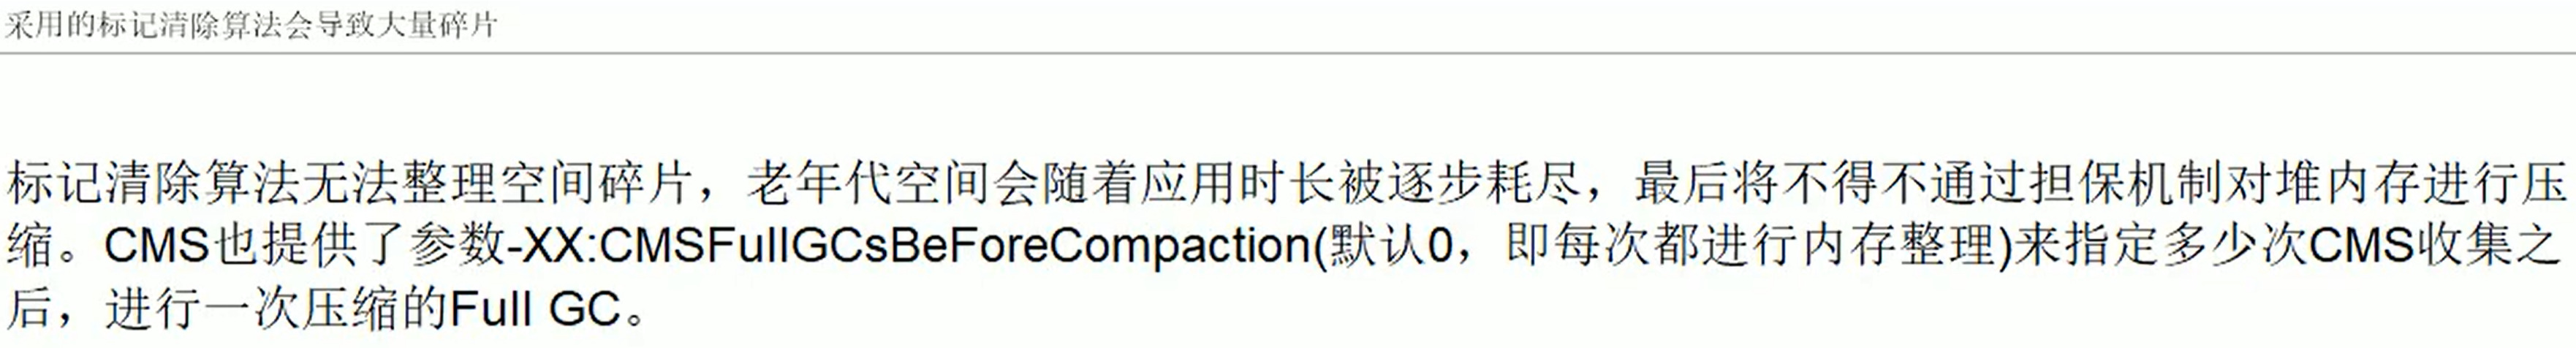 采用的标记清除算法会导致大量碎片
标记清除算法无法整理空间碎片，老年代空间会随着应用时长被逐步耗尽，最后将不得不通过担保机制对堆内存进行压
缩。CMS也提供了参数-XX:CMSFullGCsBeForeCompaction(默认0，即每次都进行内存整理)来指定多少次CMS收集之
后，进行一次压缩的Full GC。